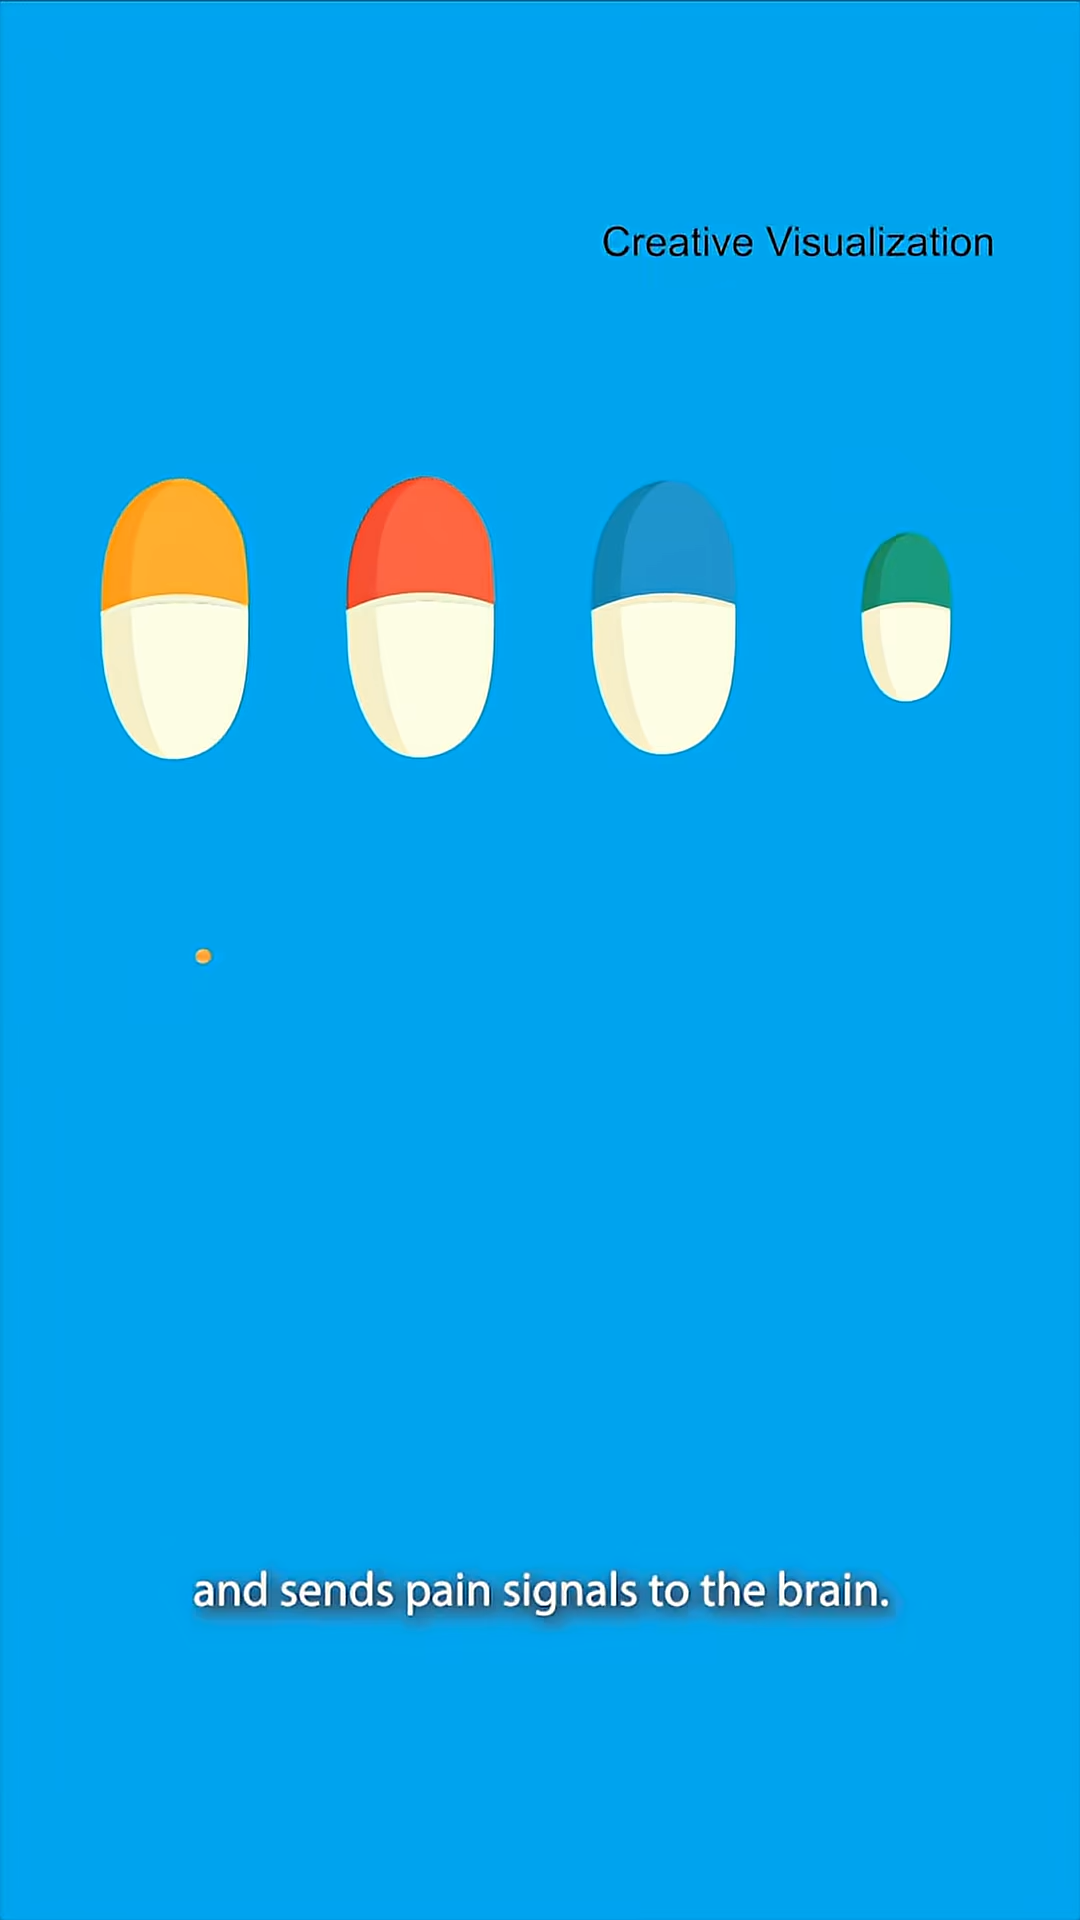 Creative Visualization
and sends pain signals to the brain.